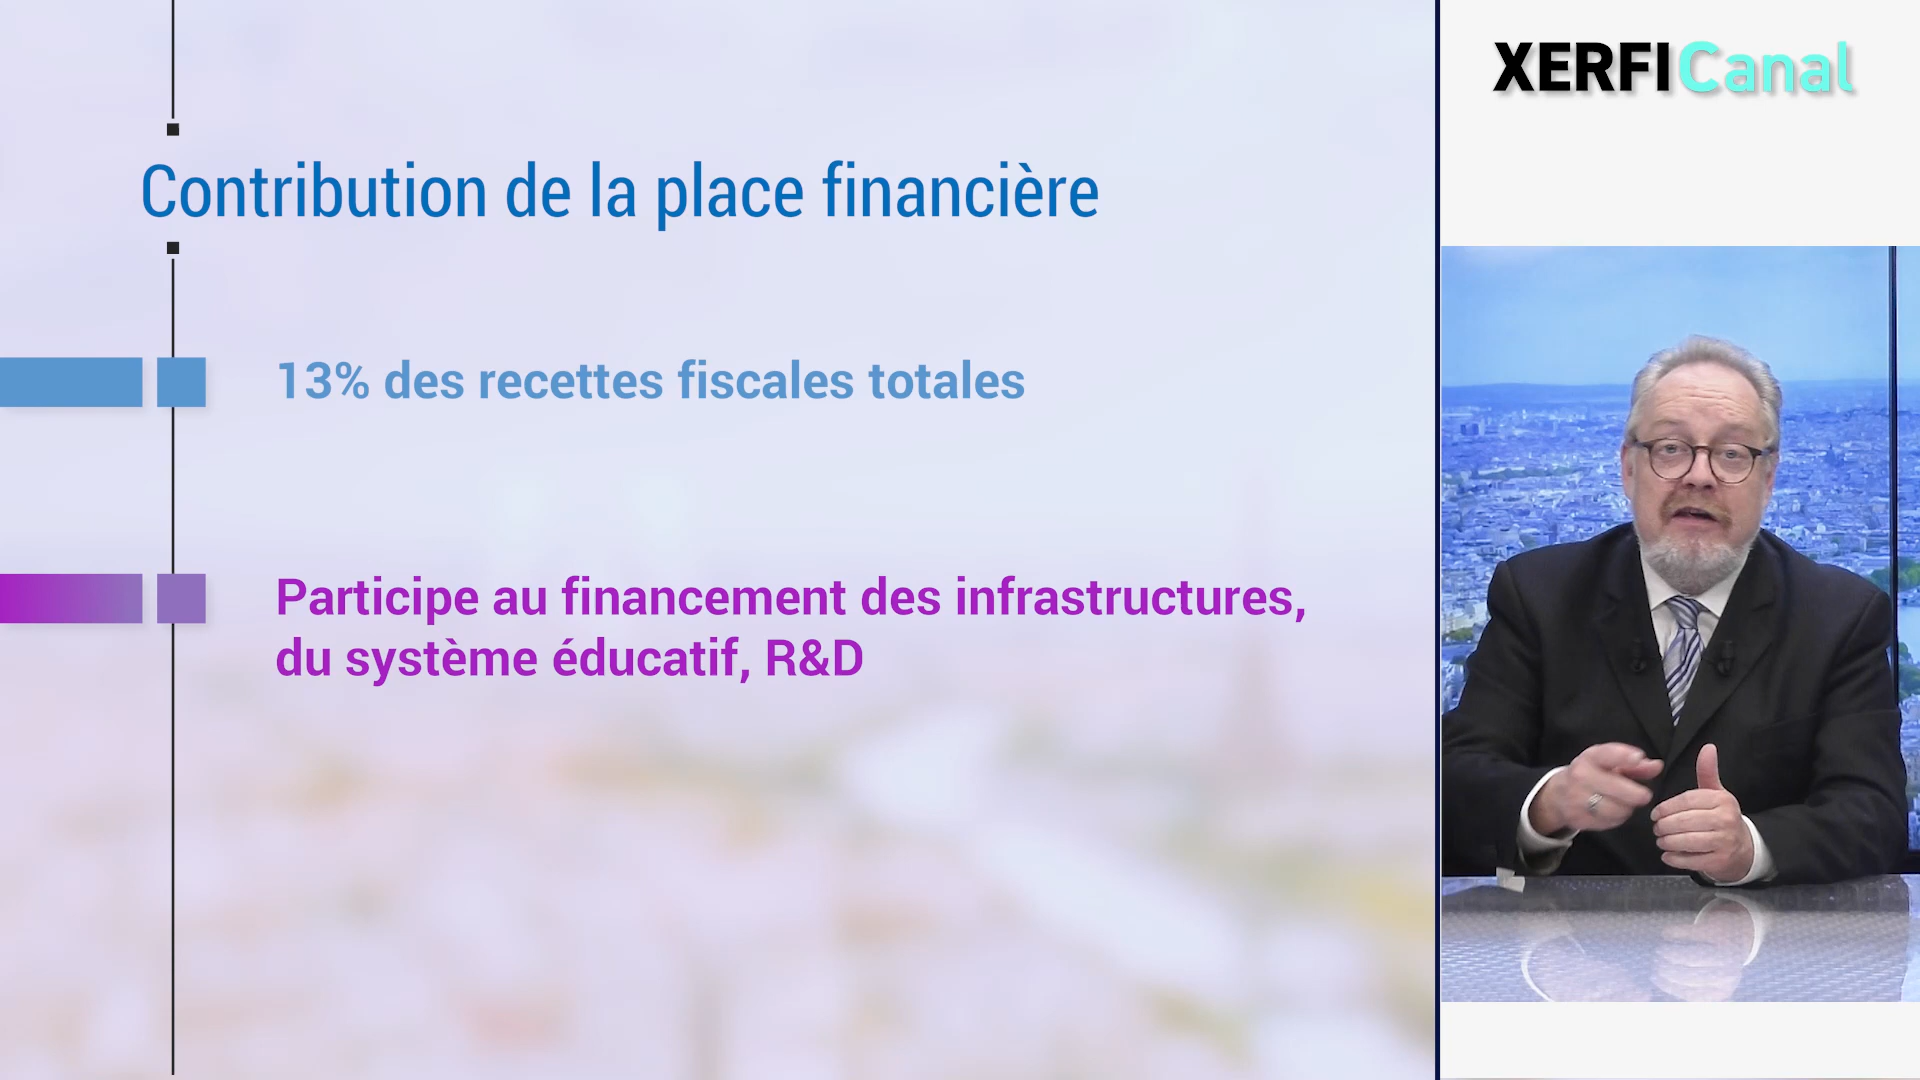 XERFI Canal
Contribution de la place financière
13% des recettes fiscales totales
Participe au financement des infrastructures,
du système éducatif, R&D